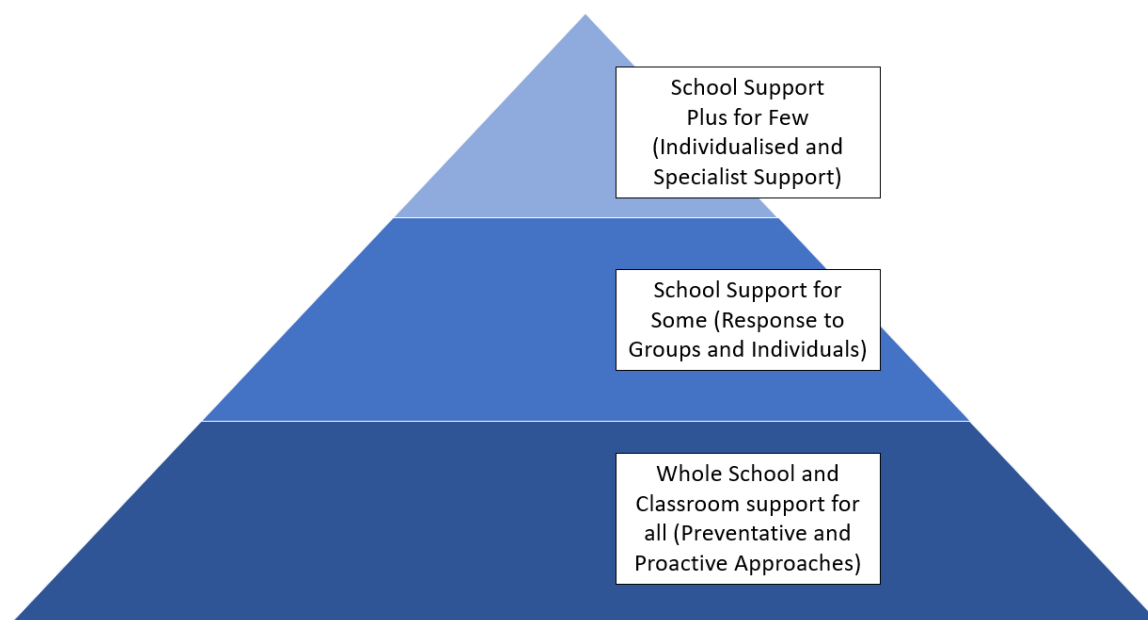 School Support
Plus for Few
(Individualised and
Specialist Support)
School Support for
Some (Response to
Groups and Individuals)
Whole School and
Classroom support for
all (Preventative and
Proactive Approaches)